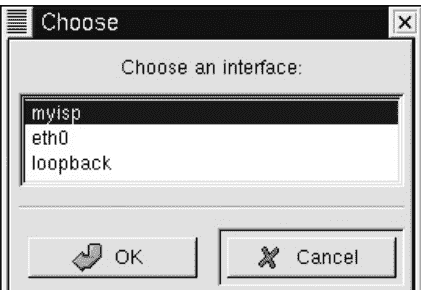 Choose
Choose an interface:
myisp
eth0
loopback
OK
Cancel